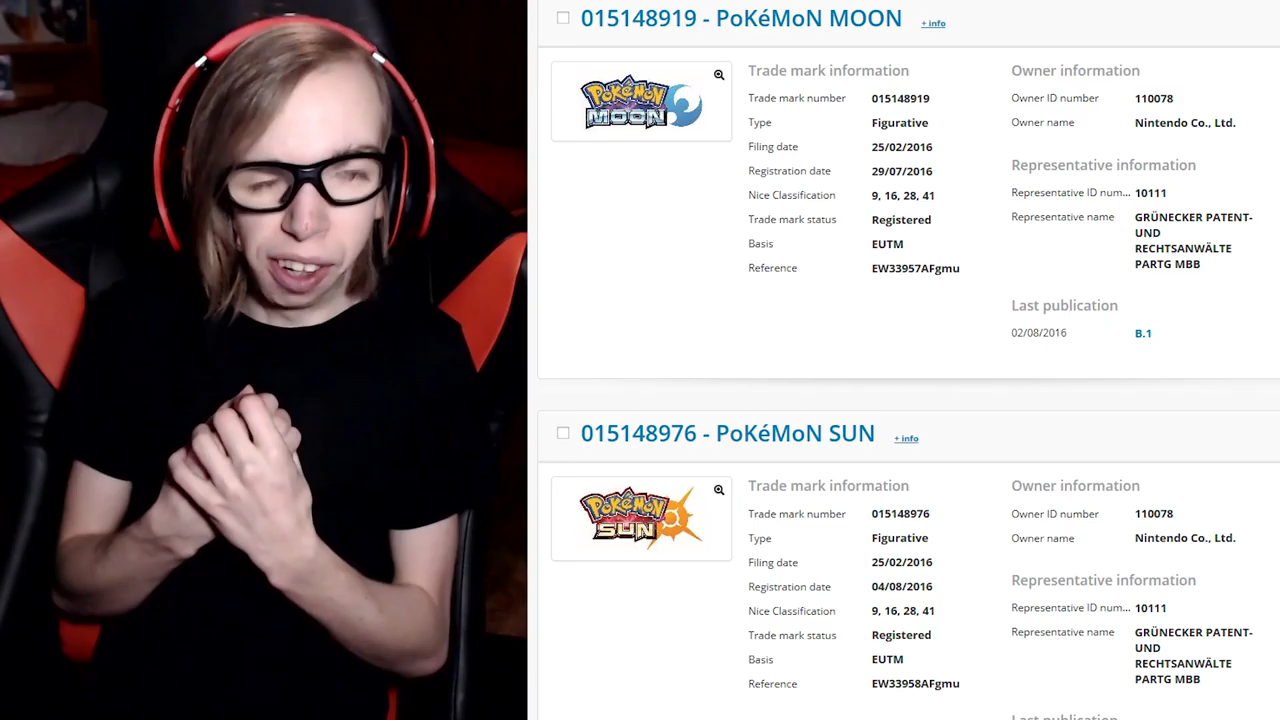 015148919 - PoKéMoN MOON + info
Trade mark information
Trade mark number 015148919
Type Figurative
Filing date 25/02/2016
Registration date 29/07/2016
Nice Classification 9, 16, 28, 41
Trade mark status Registered
Basis EUTM
Reference EW33957AFgmu
Owner information
Owner ID number 110078
Owner name Nintendo Co., Ltd.
Representative information
Representative ID num... 10111
Representative name GRÜNECKER PATENT-
UND
RECHTSANWÄLTE
PARTG MBB
Last publication
02/08/2016 B.1
POKéMON
MOON
015148976 - PoKéMoN SUN + info
Trade mark information
Trade mark number 015148976
Type Figurative
Filing date 25/02/2016
Registration date 04/08/2016
Nice Classification 9, 16, 28, 41
Trade mark status Registered
Basis EUTM
Reference EW33958AFgmu
Owner information
Owner ID number 110078
Owner name Nintendo Co., Ltd.
Representative information
Representative ID num... 10111
Representative name GRÜNECKER PATENT-
UND
RECHTSANWÄLTE
PARTG MBB
Last publication
POKéMON
SUN